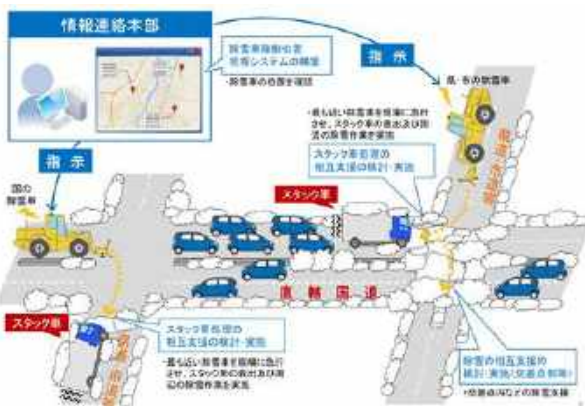 情報連絡本部
除雪車稼動位置
管理システムの構築
・除雪車の位置を確認
指示
県・市の除雪車
指示
・最も近い除雪車を現場に急行
させ、スタック車の救出及び周
辺の除雪作業を実施
スタック車処理の
相互支援の検討・実施
国の
除雪車
スタック車
直轄国道
スタック車
スタック車処理の
相互支援の検討・実施
・最も近い除雪車を現場に急行
させ、スタック車の救出及び周
辺の除雪作業を実施
除雪の相互支援の
検討・実施(交差点部等)